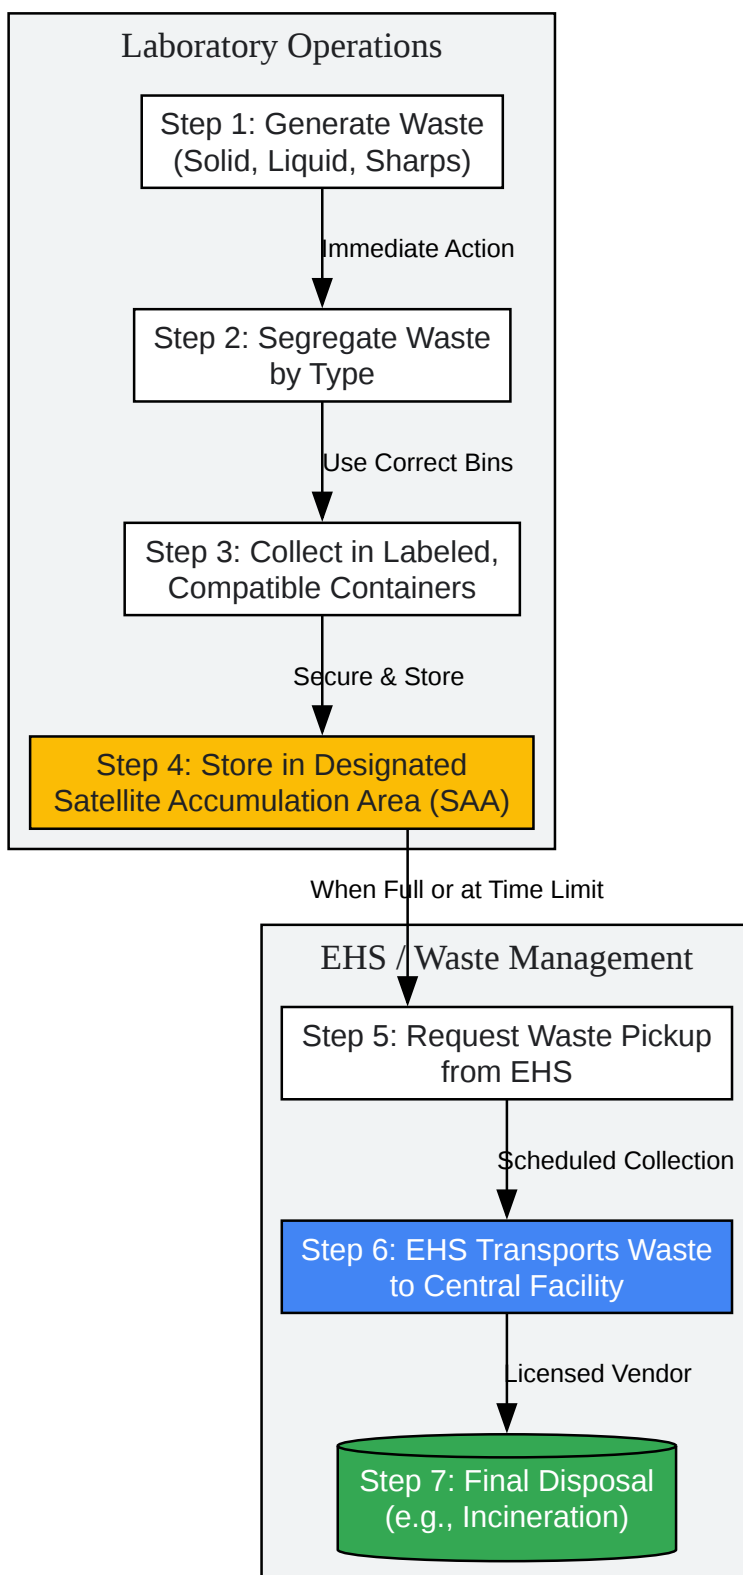 Laboratory Operations
Step 1: Generate Waste
(Solid, Liquid, Sharps)
Immediate Action
Step 2: Segregate Waste
by Type
Use Correct Bins
Step 3: Collect in Labeled,
Compatible Containers
Secure & Store
Step 4: Store in Designated
Satellite Accumulation Area (SAA)
When Full or at Time Limit
EHS / Waste Management
Step 5: Request Waste Pickup
from EHS
Scheduled Collection
Step 6: EHS Transports Waste
to Central Facility
Licensed Vendor
Step 7: Final Disposal
(e.g., Incineration)